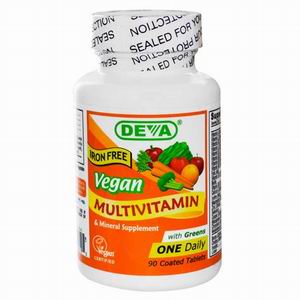 SEALED FOR YOUR PROTECTION
DEVA
IRON FREE
Vegan
MULTIVITAMIN
& Mineral Supplement
with Greens
ONE Daily
90 Coated Tablets
Vegan
CERTIFIED